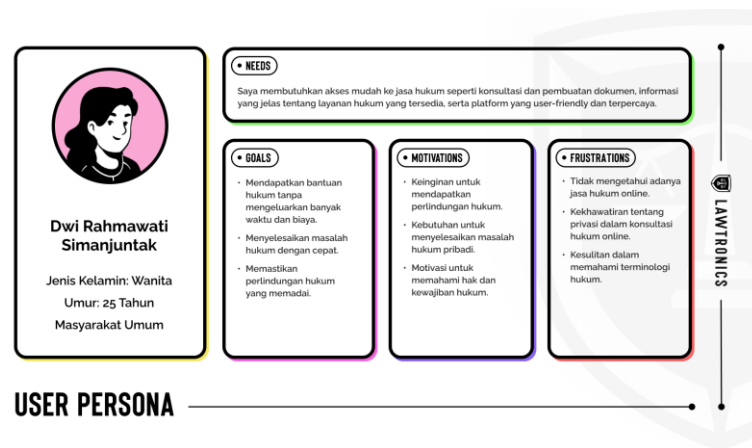 Dwi Rahmawati
Simanjuntak
Jenis Kelamin: Wanita
Umur: 25 Tahun
Masyarakat Umum
NEEDS
Saya membutuhkan akses mudah ke jasa hukum seperti konsultasi dan pembuatan dokumen, informasi
yang jelas tentang layanan hukum yang tersedia, serta platform yang user-friendly dan terpercaya.
GOALS
Mendapatkan bantuan
hukum tanpa
mengeluarkan banyak
waktu dan biaya.
Menyelesaikan masalah
hukum dengan cepat.
Memastikan
perlindungan hukum
yang memadai.
MOTIVATIONS
Keinginan untuk
mendapatkan
perlindungan hukum.
Kebutuhan untuk
menyelesaikan masalah
hukum pribadi.
Motivasi untuk
memahami hak dan
kewajiban hukum.
FRUSTRATIONS
Tidak mengetahui adanya
jasa hukum online.
Kekhawatiran tentang
privasi dalam konsultasi
hukum online.
Kesulitan dalam
memahami terminologi
hukum.
LAWTRONICS
USER PERSONA